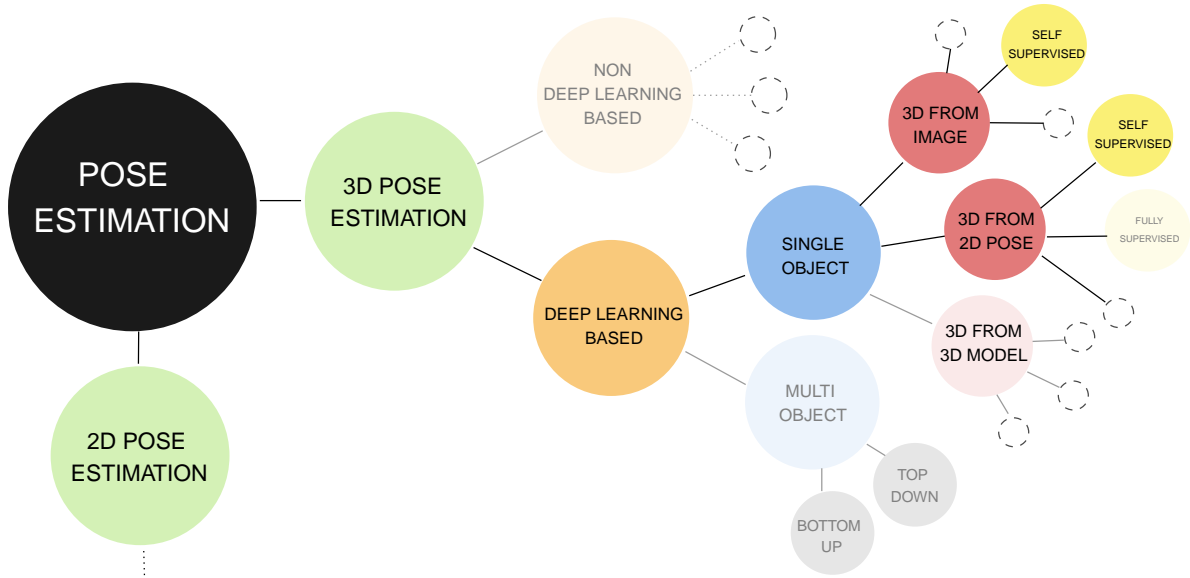 POSE
ESTIMATION
2D POSE
ESTIMATION
3D POSE
ESTIMATION
NON
DEEP LEARNING
BASED
DEEP LEARNING
BASED
SINGLE
OBJECT
MULTI
OBJECT
BOTTOM
UP
TOP
DOWN
3D FROM
IMAGE
SELF
SUPERVISED
3D FROM
2D POSE
SELF
SUPERVISED
FULLY
SUPERVISED
3D FROM
3D MODEL